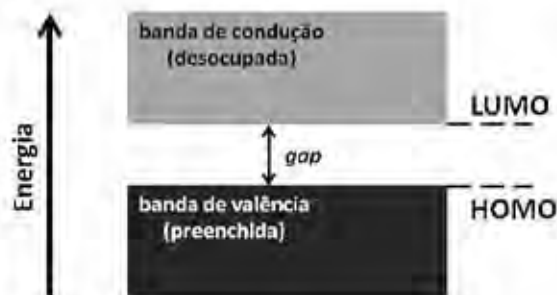 banda de condução
(desocupada)
LUMO
gap
Energia
banda de valência
(preenchida)
HOMO